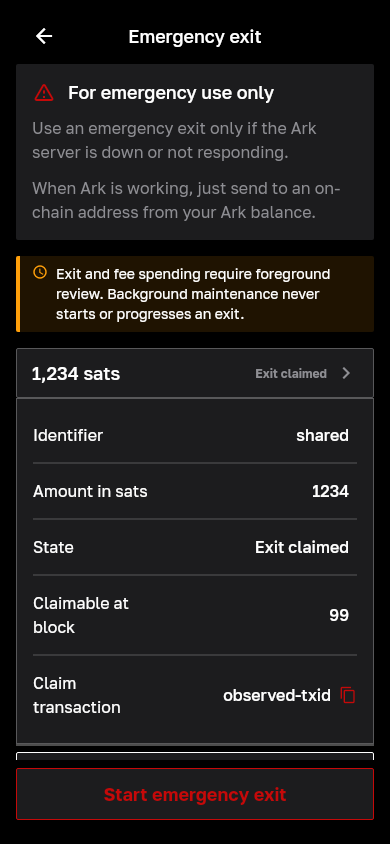 Emergency exit
For emergency use only
Use an emergency exit only if the Ark
server is down or not responding.
When Ark is working, just send to an on-
chain address from your Ark balance.
Exit and fee spending require foreground
review. Background maintenance never
starts or progresses an exit.
1,234 sats
Exit claimed
Identifier
shared
Amount in sats
1234
State
Exit claimed
Claimable at
block
99
Claim
transaction
observed-txid
Start emergency exit